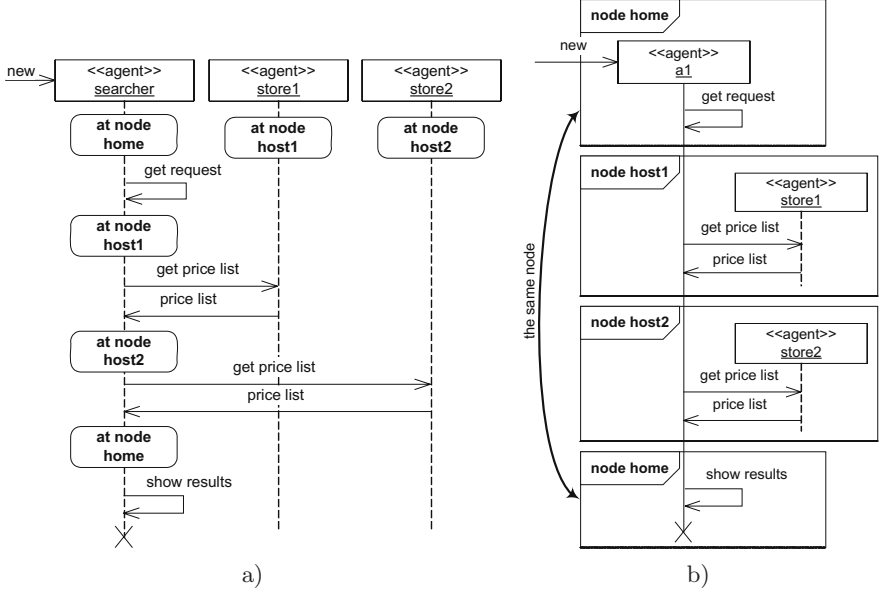 new
<<agent>>
searcher
<<agent>>
store1
<<agent>>
store2
at node
home
at node
host1
at node
host2
get request
at node
host1
get price list
price list
at node
host2
get price list
price list
at node
home
show results
a)
node home
new
<<agent>>
a1
get request
node host1
<<agent>>
store1
get price list
price list
the same node
node host2
<<agent>>
store2
get price list
price list
node home
show results
b)